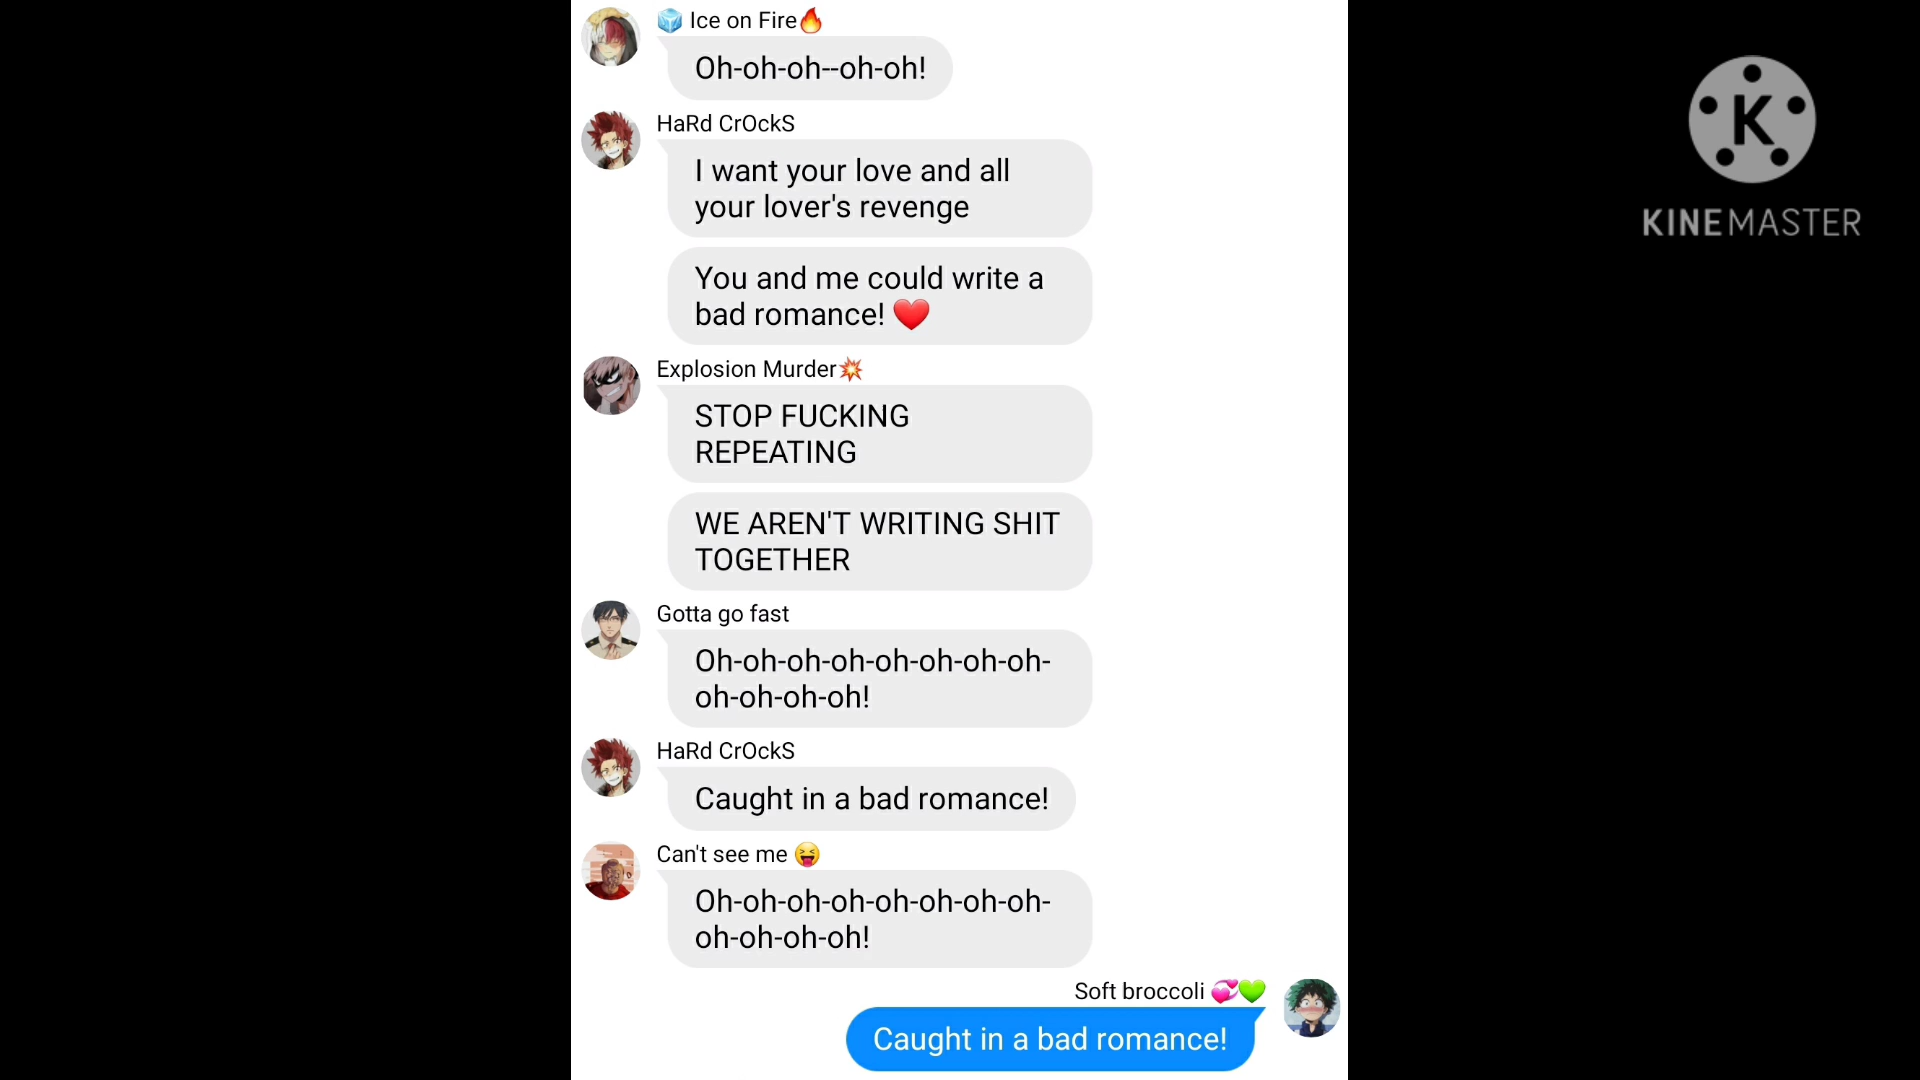 🧊 Ice on Fire🔥
Oh-oh-oh--oh-oh!
HaRd CrOckS
I want your love and all
your lover's revenge
You and me could write a
bad romance! ❤️
Explosion Murder💥
STOP FUCKING
REPEATING
WE AREN'T WRITING SHIT
TOGETHER
Gotta go fast
Oh-oh-oh-oh-oh-oh-oh-oh-
oh-oh-oh-oh!
HaRd CrOckS
Caught in a bad romance!
Can't see me 😝
Oh-oh-oh-oh-oh-oh-oh-oh-
oh-oh-oh-oh!
Soft broccoli 💞💚
Caught in a bad romance!
K
KINEMASTER